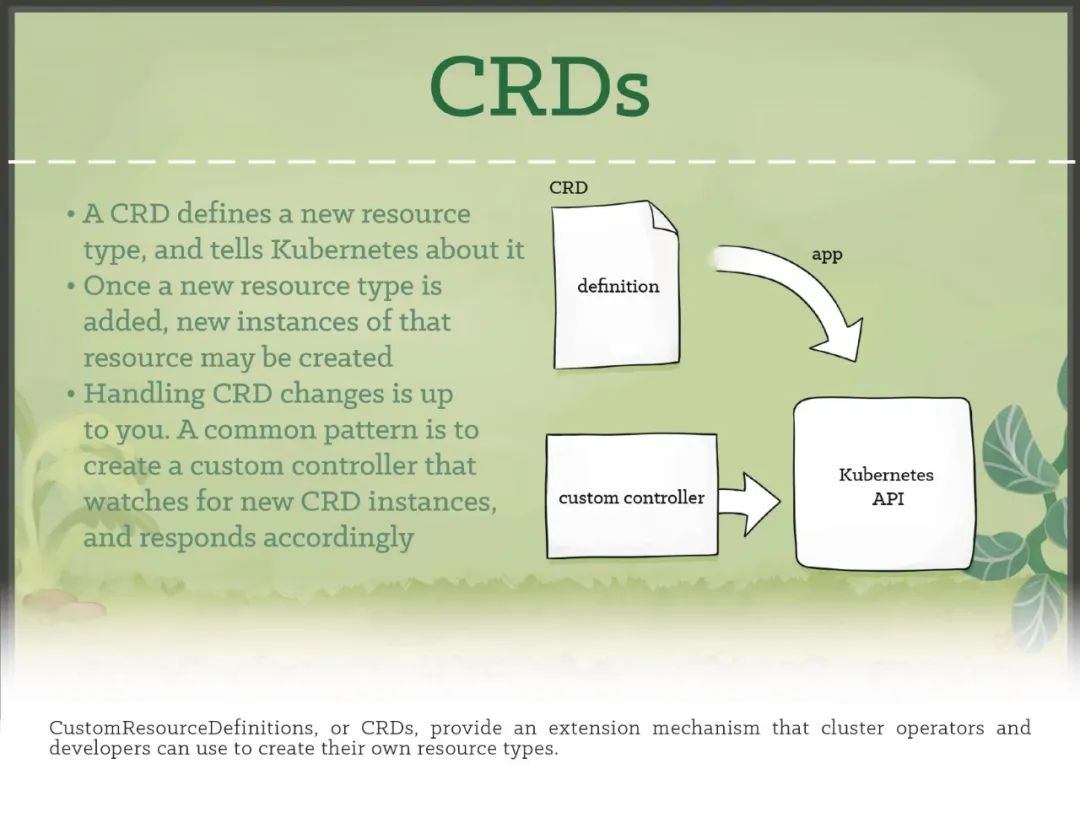 CRDs
• A CRD defines a new resource
type, and tells Kubernetes about it
• Once a new resource type is
added, new instances of that
resource may be created
• Handling CRD changes is up
to you. A common pattern is to
create a custom controller that
watches for new CRD instances,
and responds accordingly
CRD
definition
app
custom controller
Kubernetes
API
CustomResourceDefinitions, or CRDs, provide an extension mechanism that cluster operators and
developers can use to create their own resource types.